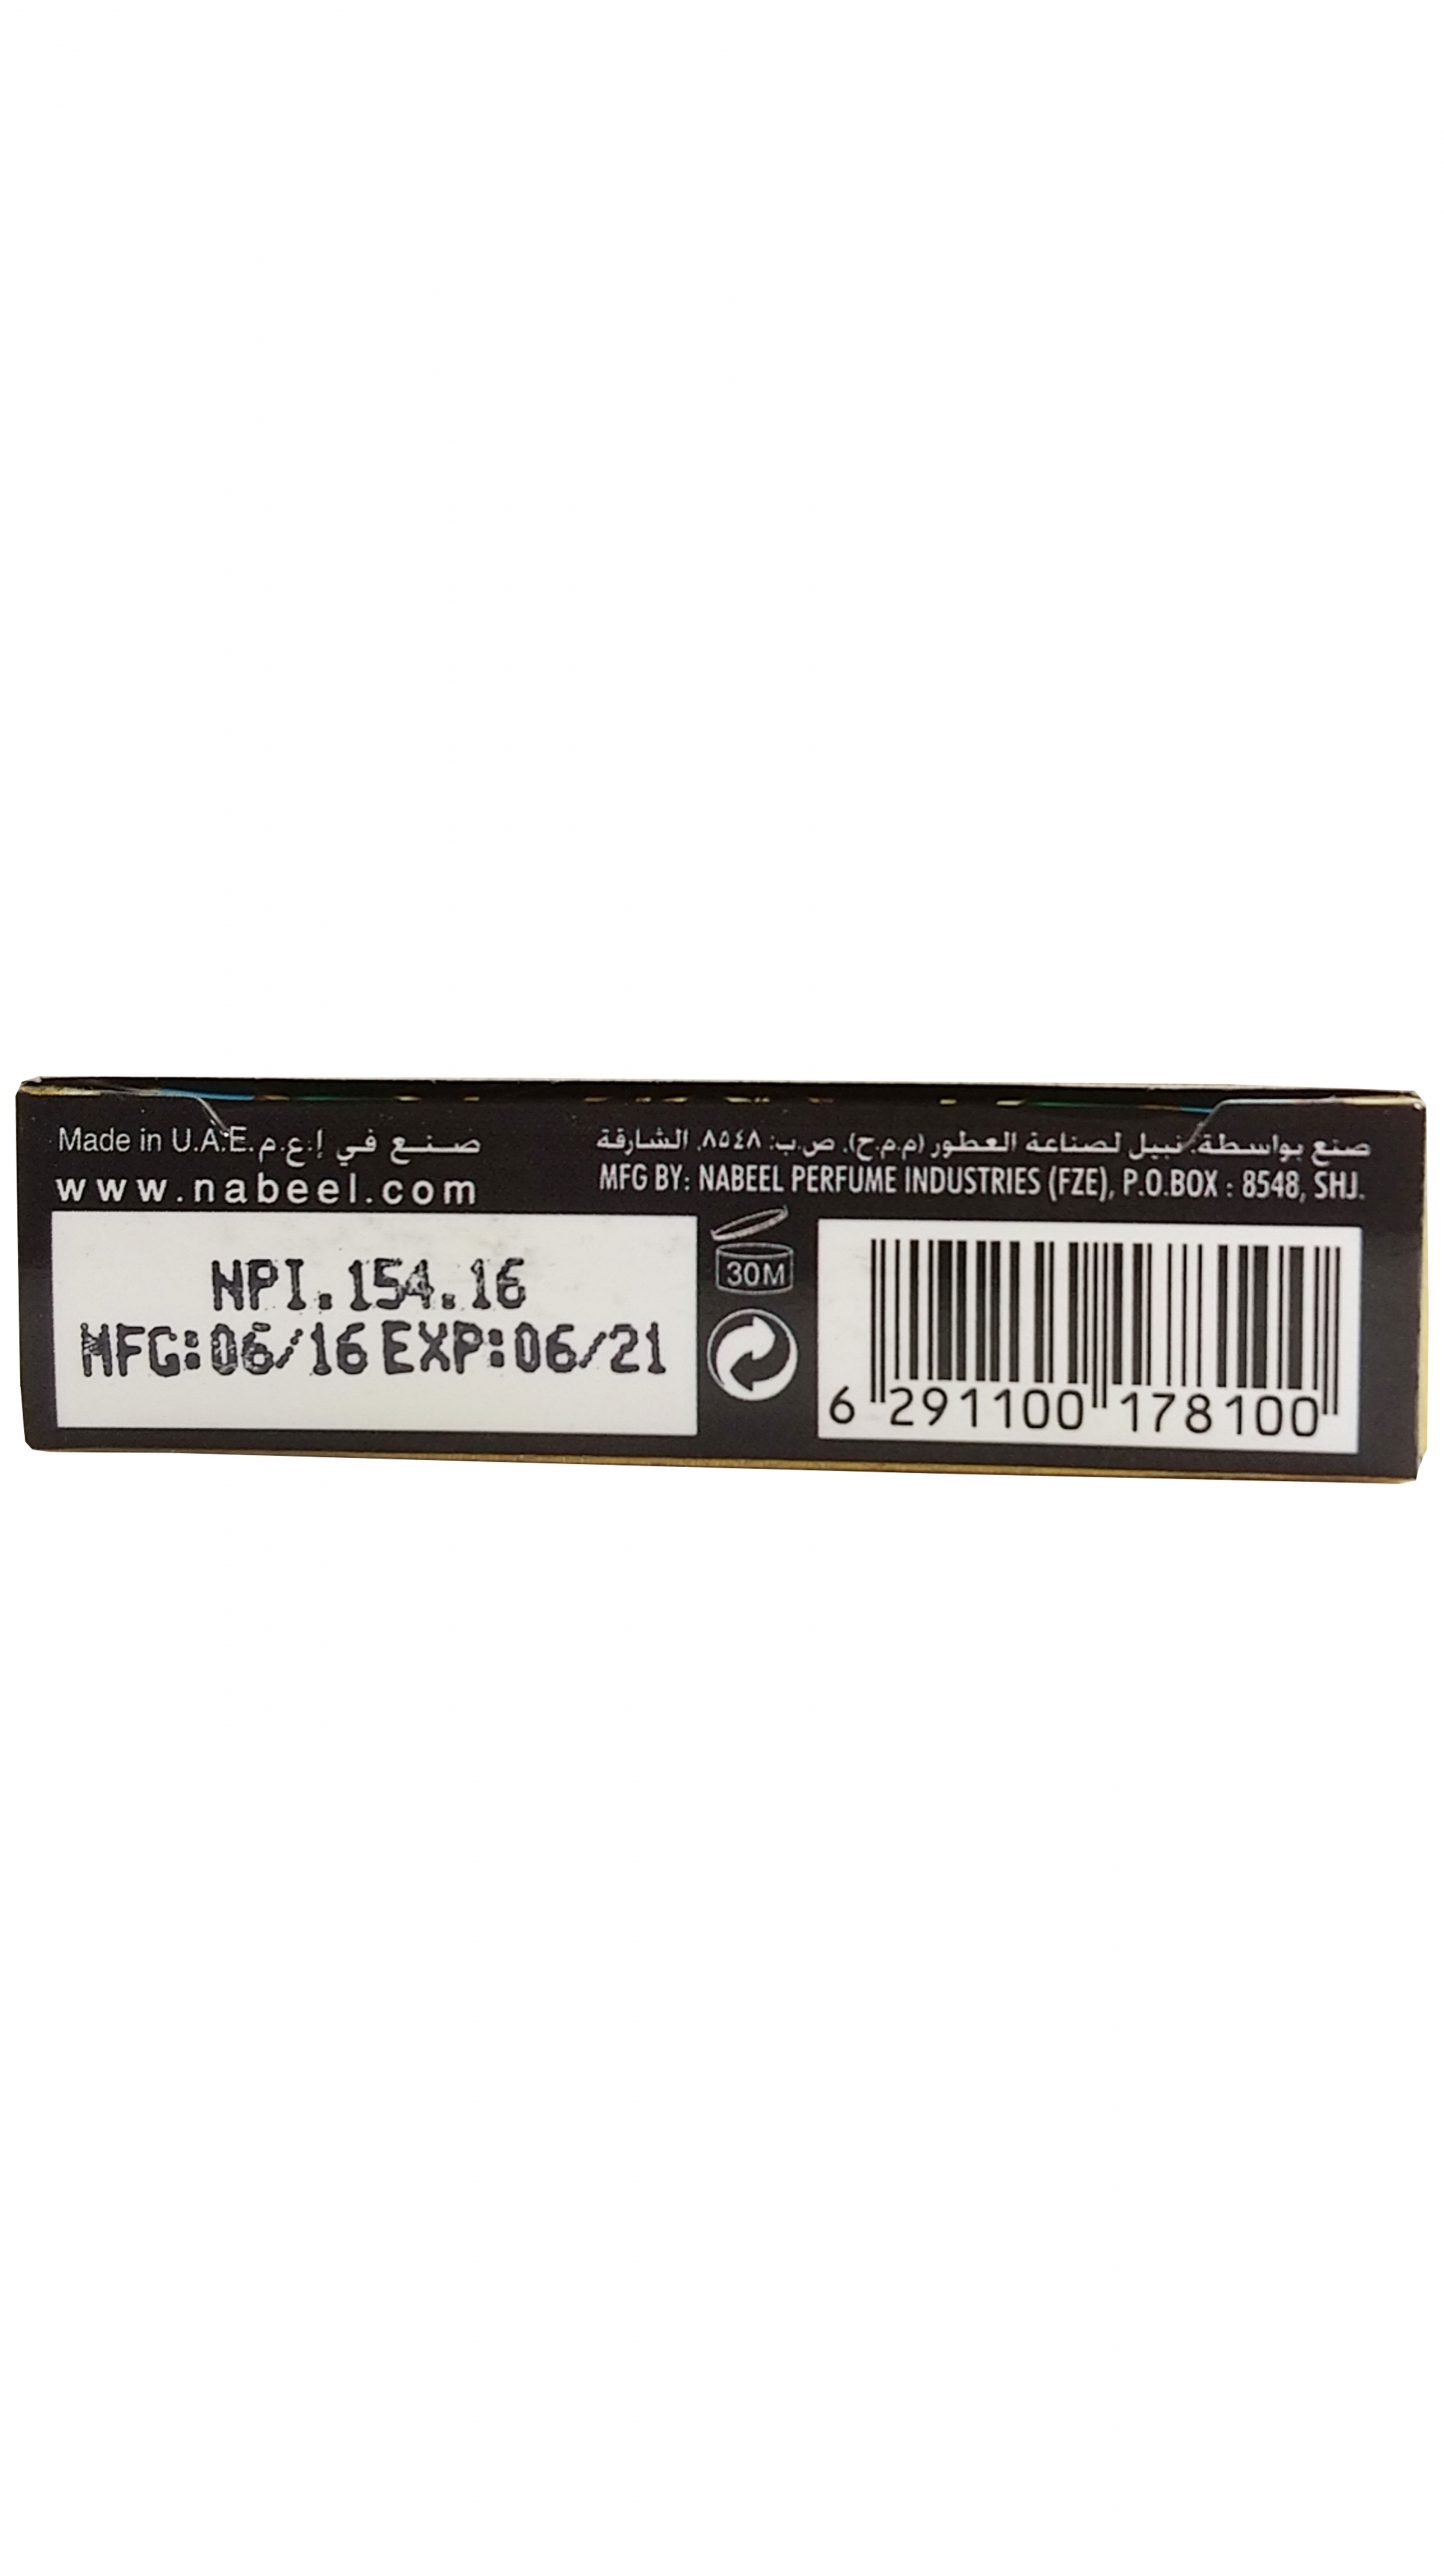 Made in U.A.E. صنع في إ.ع.م
www.nabeel.com
صنع بواسطة: نبيل لصناعة العطور (م.م.ح)، ص.ب: ٨٥٤٨، الشارقة
MFG BY: NABEEL PERFUME INDUSTRIES (FZE), P.O.BOX : 8548, SHJ.
NPI.154.16
MFG:06/16 EXP:06/21
30M
6 291100 178100